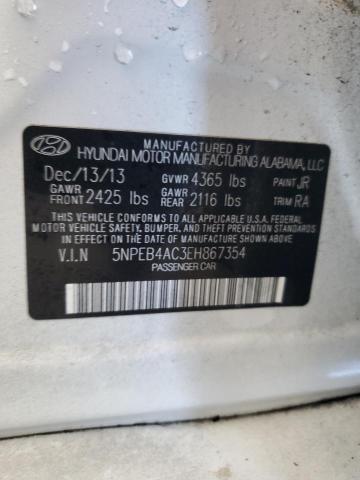 MANUFACTURED BY
HYUNDAI MOTOR MANUFACTURING ALABAMA, LLC
Dec/13/13 GVWR 4365 lbs PAINT JR
GAWR FRONT 2425 lbs GAWR REAR 2116 lbs TRIM RA
THIS VEHICLE CONFORMS TO ALL APPLICABLE U.S.A. FEDERAL
MOTOR VEHICLE SAFETY, BUMPER, AND THEFT PREVENTION
STANDARDS IN EFFECT ON THE DATE OF MANUFACTURE SHOWN ABOVE.
V.I.N 5NPEB4AC3EH867354
PASSENGER CAR